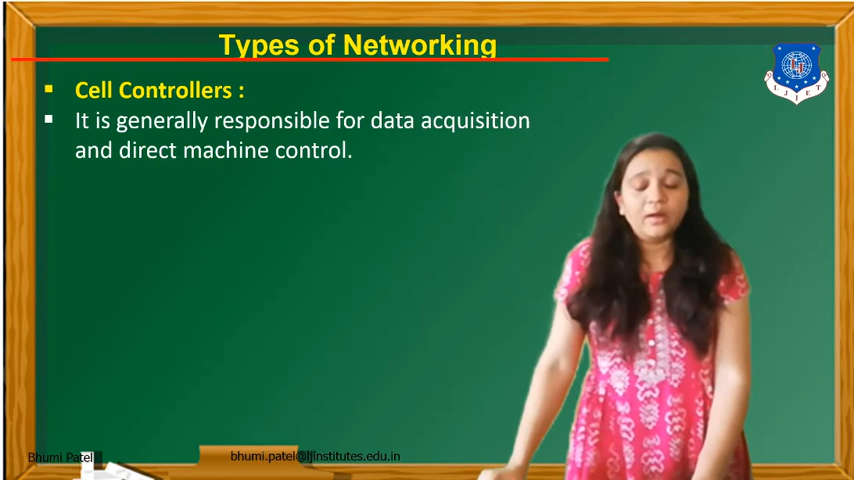 Types of Networking
Cell Controllers :
It is generally responsible for data acquisition
and direct machine control.
LJIET
Bhumi Patel
bhumi.patel@ljinstitutes.edu.in